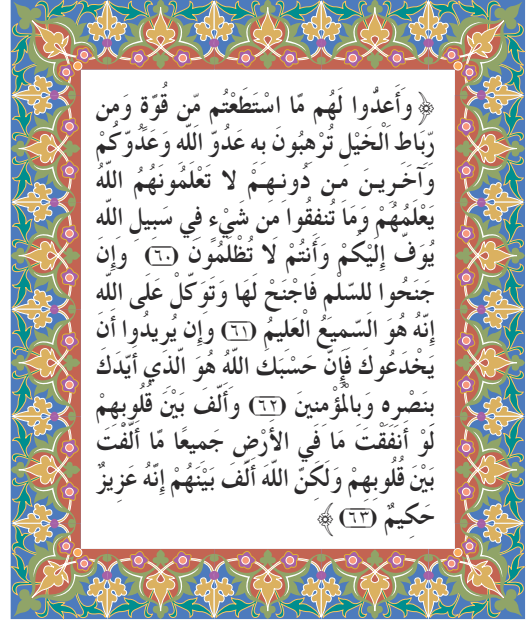 ﴿ وَأَعِدُّوا لَهُم مَّا اسْتَطَعْتُم مِّن قُوَّةٍ وَمِن
رِّبَاطِ الْخَيْلِ تُرْهِبُونَ بِهِ عَدُوَّ اللَّهِ وَعَدُوَّكُمْ
وَآخَرِينَ مِن دُونِهِمْ لَا تَعْلَمُونَهُمُ اللَّهُ
يَعْلَمُهُمْ وَمَا تُنفِقُوا مِن شَيْءٍ فِي سَبِيلِ اللَّهِ
يُوَفَّ إِلَيْكُمْ وَأَنتُمْ لَا تُظْلَمُونَ (٦٠) وَإِن
جَنَحُوا لِلسَّلْمِ فَاجْنَحْ لَهَا وَتَوَكَّلْ عَلَى اللَّهِ
إِنَّهُ هُوَ السَّمِيعُ الْعَلِيمُ (٦١) وَإِن يُرِيدُوا أَن
يَخْدَعُوكَ فَإِنَّ حَسْبَكَ اللَّهُ هُوَ الَّذِي أَيَّدَكَ
بِنَصْرِهِ وَبِالْمُؤْمِنِينَ (٦٢) وَأَلَّفَ بَيْنَ قُلُوبِهِمْ
لَوْ أَنفَقْتَ مَا فِي الْأَرْضِ جَمِيعًا مَّا أَلَّفْتَ
بَيْنَ قُلُوبِهِمْ وَلَكِنَّ اللَّهَ أَلَّفَ بَيْنَهُمْ إِنَّهُ عَزِيزٌ
حَكِيمٌ (٦٣) ﴾